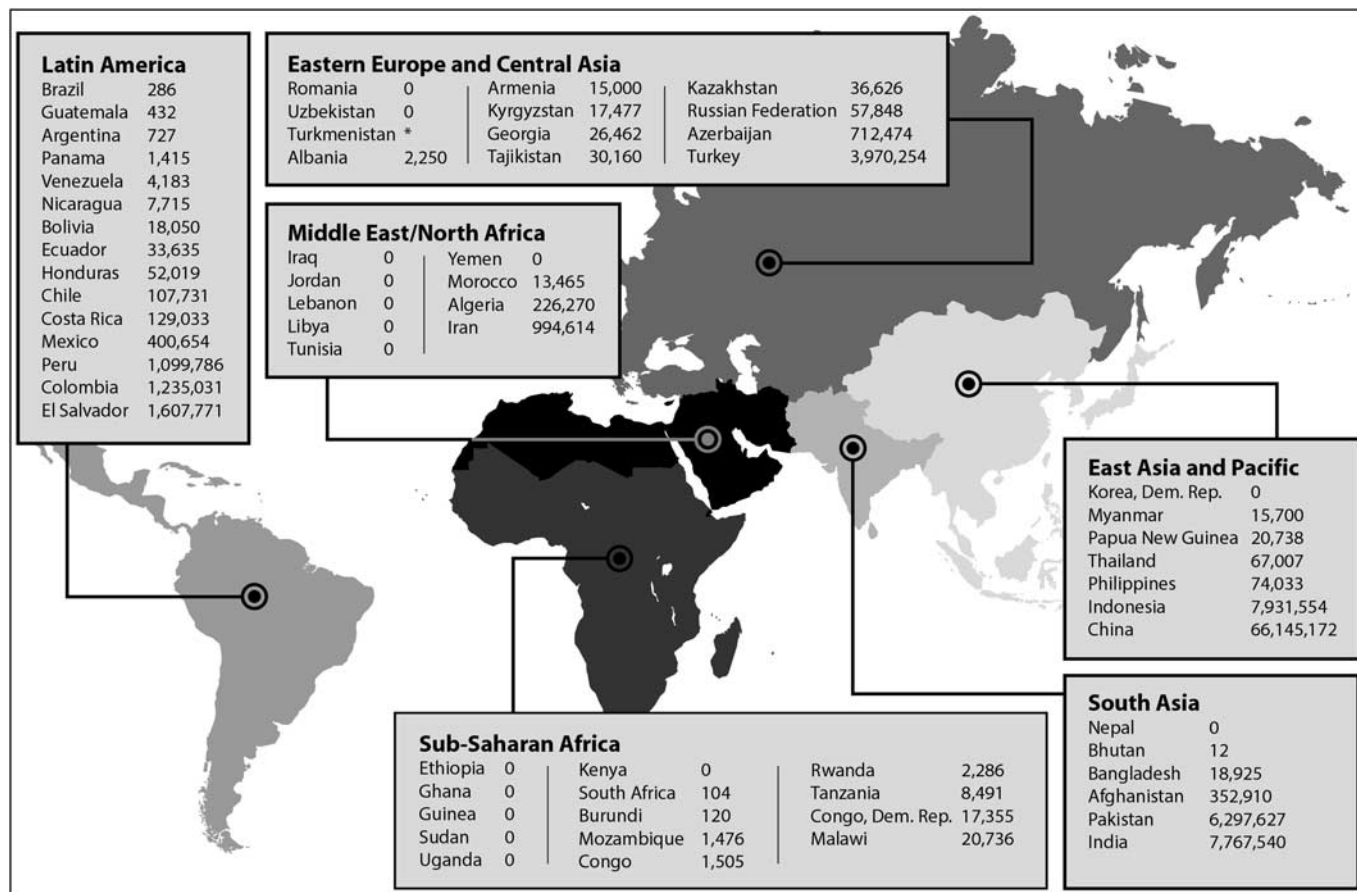 Latin America
Brazil 286
Guatemala 432
Argentina 727
Panama 1,415
Venezuela 4,183
Nicaragua 7,715
Bolivia 18,050
Ecuador 33,635
Honduras 52,019
Chile 107,731
Costa Rica 129,033
Mexico 400,654
Peru 1,099,786
Colombia 1,235,031
El Salvador 1,607,771
Eastern Europe and Central Asia
Romania 0 Armenia 15,000 Kazakhstan 36,626
Uzbekistan 0 Kyrgyzstan 17,477 Russian Federation 57,848
Turkmenistan * Georgia 26,462 Azerbaijan 712,474
Albania 2,250 Tajikistan 30,160 Turkey 3,970,254
Middle East/North Africa
Iraq 0 Yemen 0
Jordan 0 Morocco 13,465
Lebanon 0 Algeria 226,270
Libya 0 Iran 994,614
Tunisia 0
East Asia and Pacific
Korea, Dem. Rep. 0
Myanmar 15,700
Papua New Guinea 20,738
Thailand 67,007
Philippines 74,033
Indonesia 7,931,554
China 66,145,172
Sub-Saharan Africa
Ethiopia 0 Kenya 0 Rwanda 2,286
Ghana 0 South Africa 104 Tanzania 8,491
Guinea 0 Burundi 120 Congo, Dem. Rep. 17,355
Sudan 0 Mozambique 1,476 Malawi 20,736
Uganda 0 Congo 1,505
South Asia
Nepal 0
Bhutan 12
Bangladesh 18,925
Afghanistan 352,910
Pakistan 6,297,627
India 7,767,540